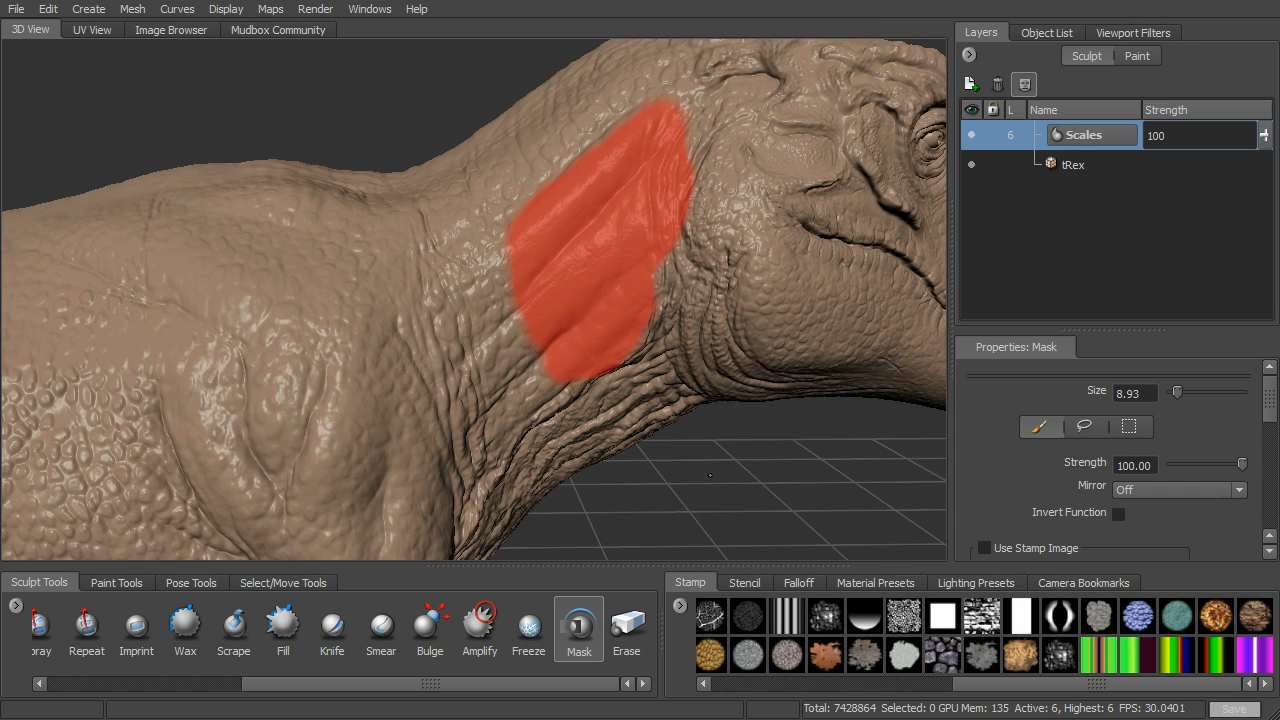 File Edit Create Mesh Curves Display Maps Render Windows Help
3D View UV View Image Browser Mudbox Community
Layers Object List Viewport Filters
Sculpt Paint
L Name Strength
6 Scales 100
tRex
Properties: Mask
Size 8.93
Strength 100.00
Mirror Off
Invert Function
Use Stamp Image
Sculpt Tools Paint Tools Pose Tools Select/Move Tools
oray Repeat Imprint Wax Scrape Fill Knife Smear Bulge Amplify Freeze Mask Erase
Stamp Stencil Falloff Material Presets Lighting Presets Camera Bookmarks
Total: 7428864 Selected: 0 GPU Mem: 135 Active: 6, Highest: 6 FPS: 30.0401
Save